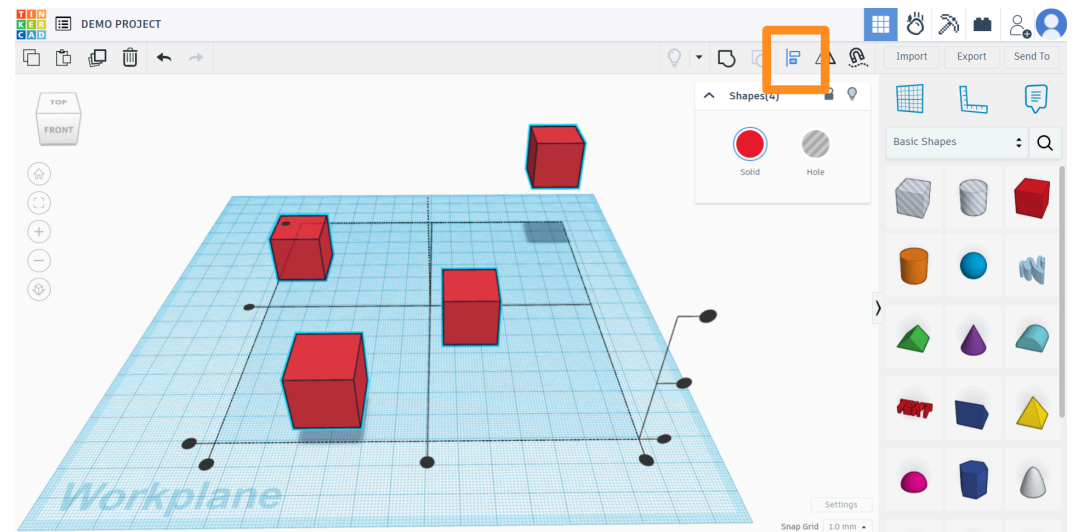 TIN
KER
CAD
DEMO PROJECT
Import Export Send To
TOP
FRONT
Shapes(4)
Solid Hole
Basic Shapes
TEXT
Workplane
Settings
Snap Grid 1.0 mm